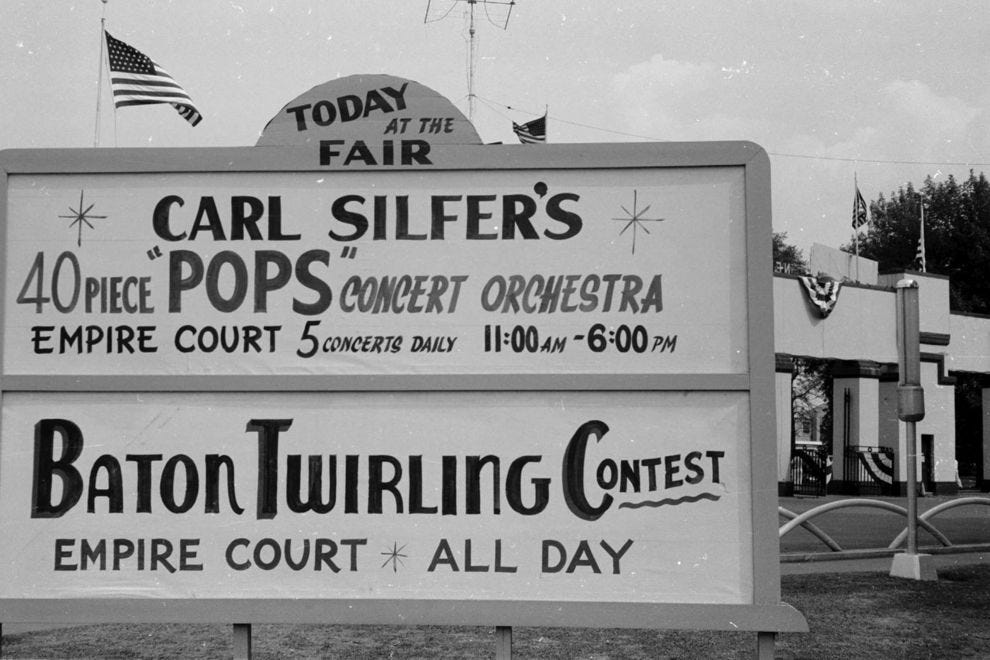 TODAY
AT THE
FAIR
CARL SILFER'S
40 PIECE "POPS" CONCERT ORCHESTRA
EMPIRE COURT 5 CONCERTS DAILY 11:00 AM - 6:00 PM
BATON TWIRLING CONTEST
EMPIRE COURT * ALL DAY